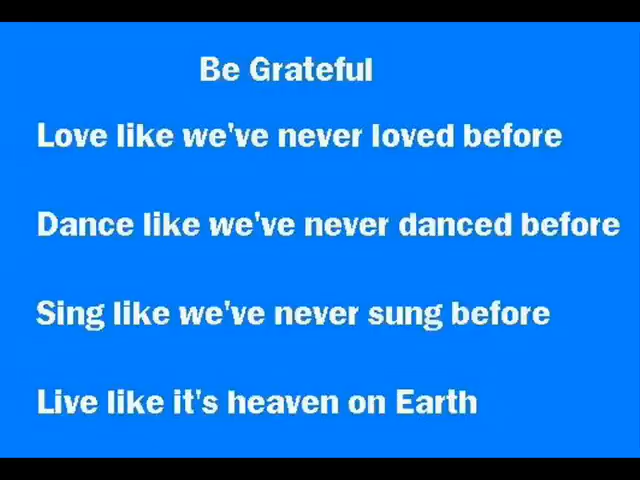 Be Grateful
Love like we've never loved before
Dance like we've never danced before
Sing like we've never sung before
Live like it's heaven on Earth